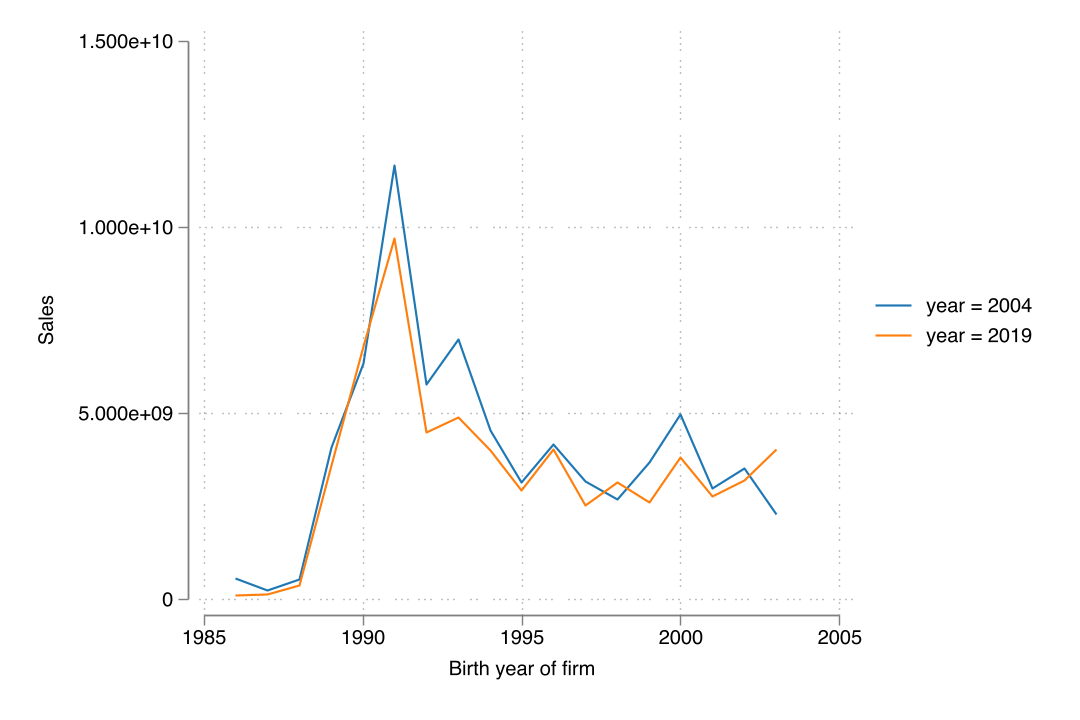 1.500e+10
1.000e+10
5.000e+09
0
Sales
1985 1990 1995 2000 2005
Birth year of firm
year = 2004
year = 2019